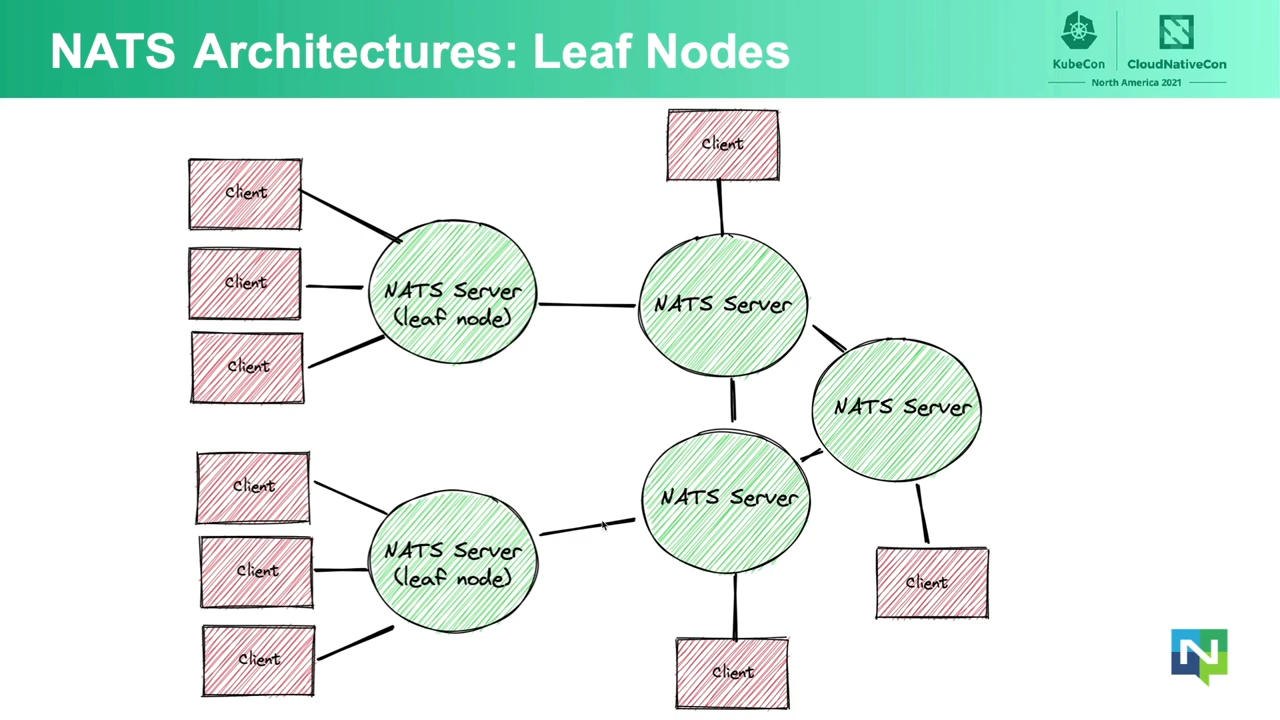 NATS Architectures: Leaf Nodes
KubeCon
CloudNativeCon
North America 2021
Client
Client
Client
Client
NATS Server
(leaf node)
NATS Server
NATS Server
NATS Server
Client
Client
Client
NATS Server
(leaf node)
Client
Client
N